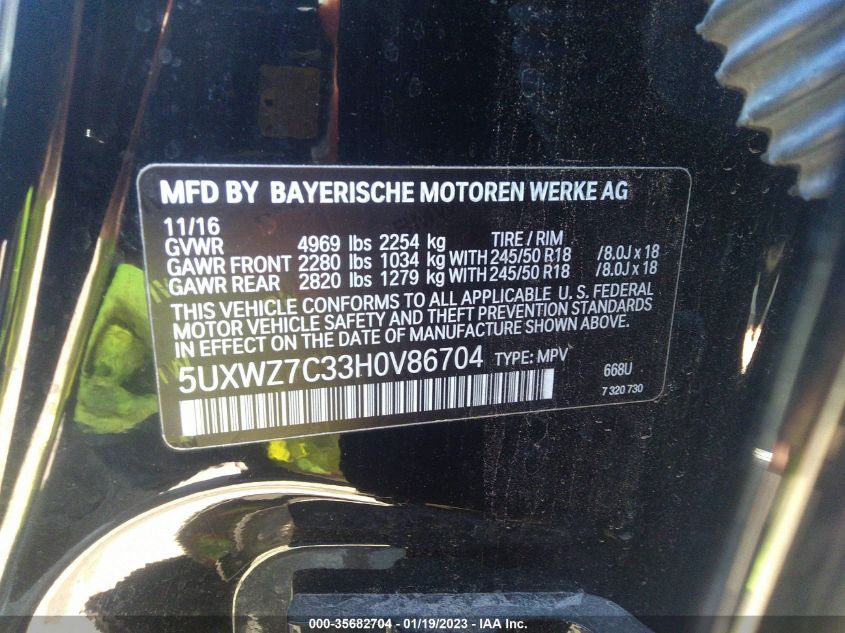 MFD BY BAYERISCHE MOTOREN WERKE AG
11/16
GVWR 4969 lbs 2254 kg TIRE / RIM
GAWR FRONT 2280 lbs 1034 kg WITH 245/50 R18 /8.0J x 18
GAWR REAR 2820 lbs 1279 kg WITH 245/50 R18 /8.0J x 18
THIS VEHICLE CONFORMS TO ALL APPLICABLE U. S. FEDERAL
MOTOR VEHICLE SAFETY AND THEFT PREVENTION STANDARDS
IN EFFECT ON THE DATE OF MANUFACTURE SHOWN ABOVE.
5UXWZ7C33H0V86704 TYPE: MPV 668U
7 320 730
000-35682704 / 01/19/2023 - IAA Inc.